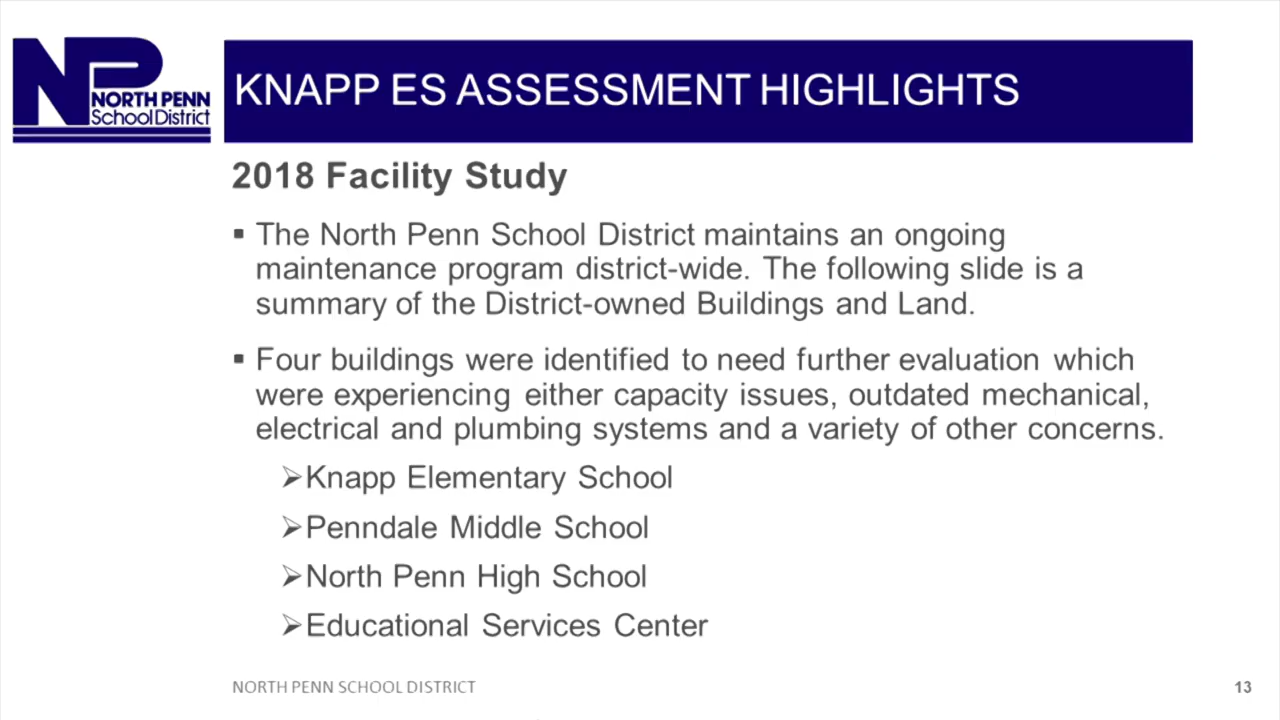 NP
NORTH PENN
School District
KNAPP ES ASSESSMENT HIGHLIGHTS
2018 Facility Study
▪ The North Penn School District maintains an ongoing
maintenance program district-wide. The following slide is a
summary of the District-owned Buildings and Land.
▪ Four buildings were identified to need further evaluation which
were experiencing either capacity issues, outdated mechanical,
electrical and plumbing systems and a variety of other concerns.
➢Knapp Elementary School
➢Penndale Middle School
➢North Penn High School
➢Educational Services Center
NORTH PENN SCHOOL DISTRICT
13